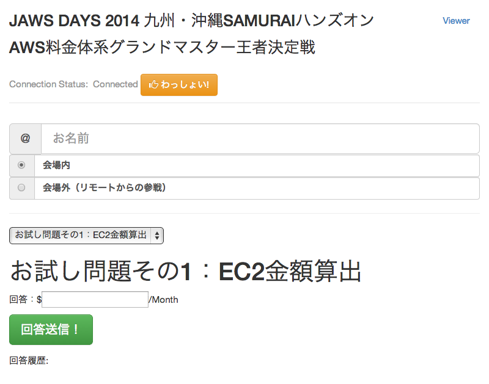 JAWS DAYS 2014 九州・沖縄SAMURAIハンズオン
Viewer
AWS料金体系グランドマスター王者決定戦
Connection Status: Connected わっしょい!
@ お名前
会場内
会場外（リモートからの参戦）
お試し問題その1：EC2金額算出
お試し問題その1：EC2金額算出
回答：$ /Month
回答送信！
回答履歴: